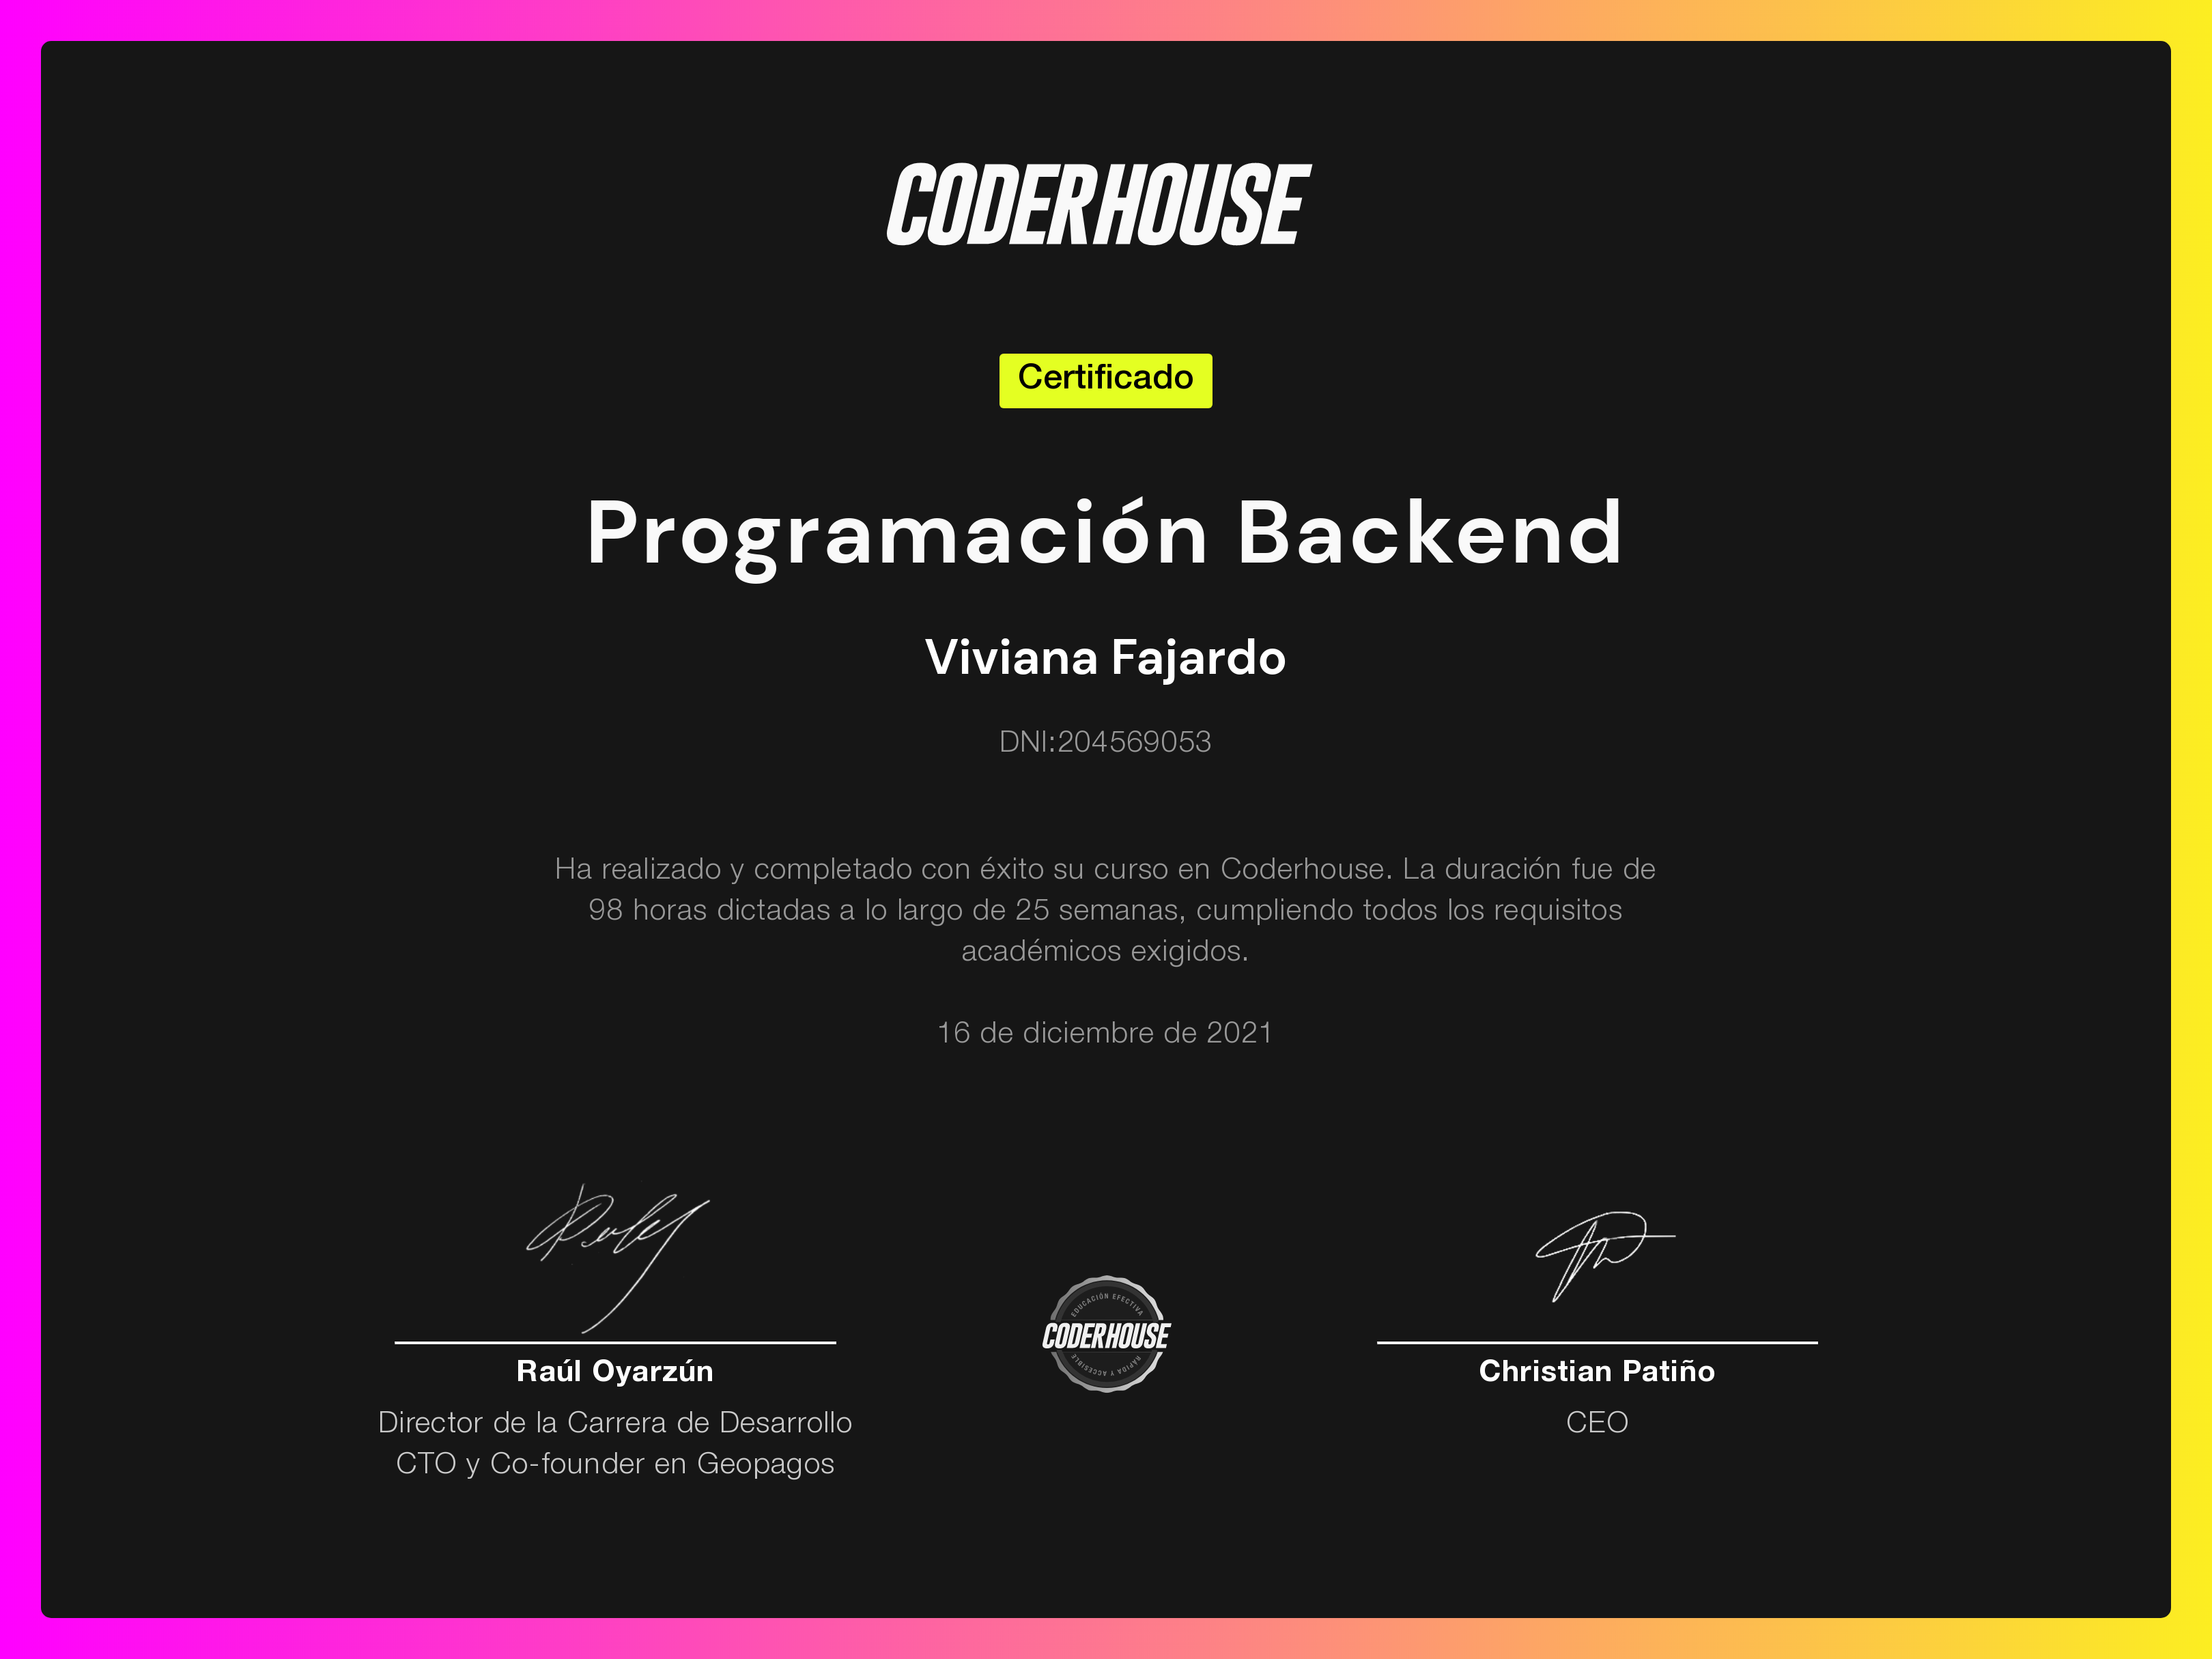 CODERHOUSE
Certificado
Programación Backend
Viviana Fajardo
DNI:204569053
Ha realizado y completado con éxito su curso en Coderhouse. La duración fue de
98 horas dictadas a lo largo de 25 semanas, cumpliendo todos los requisitos
académicos exigidos.
16 de diciembre de 2021
Raúl Oyarzún
Director de la Carrera de Desarrollo
CTO y Co-founder en Geopagos
EDUCACIÓN EFECTIVA
CODERHOUSE
RÁPIDA Y ACCESIBLE
Christian Patiño
CEO